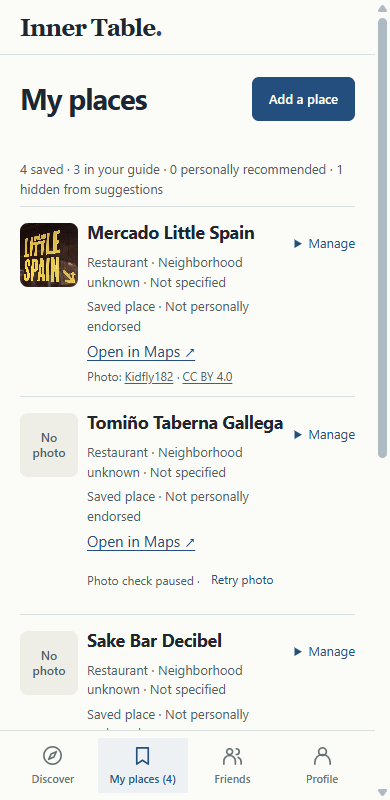 Inner Table.
My places
Add a place
4 saved · 3 in your guide · 0 personally recommended · 1
hidden from suggestions
LITTLE
SPAIN
Mercado Little Spain
▶ Manage
Restaurant · Neighborhood
unknown · Not specified
Saved place · Not personally
endorsed
Open in Maps ↗
Photo: Kidfly182 · CC BY 4.0
No
photo
Tomiño Taberna Gallega
▶ Manage
Restaurant · Neighborhood
unknown · Not specified
Saved place · Not personally
endorsed
Open in Maps ↗
Photo check paused · Retry photo
No
photo
Sake Bar Decibel
▶ Manage
Restaurant · Neighborhood
unknown · Not specified
Saved place · Not personally
Discover
My places (4)
Friends
Profile